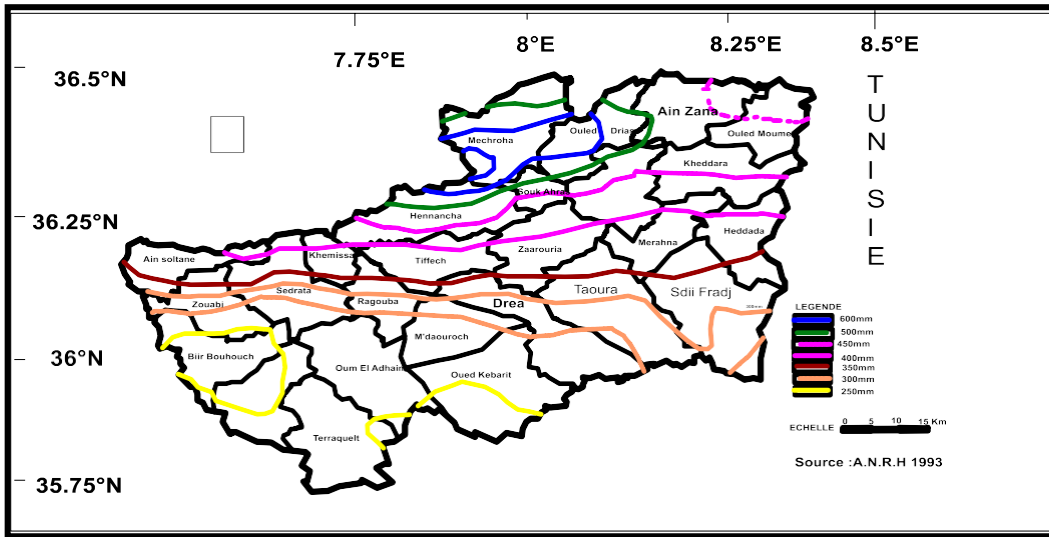 7.75°E
8°E
8.25°E
8.5°E
36.5°N
36.25°N
36°N
35.75°N
TUNISIE
Ain Zana
Ouled
Drias
Mechroha
Ouled Moume
Kheddara
Souk Ahras
Hennancha
Heddada
Merahna
Zaarouria
Khemissa
Tiffech
Ain soltane
Sedrata
Ragouba
Drea
Taoura
Sdii Fradj
Zouabi
M'daouroch
Biir Bouhouch
Oum El Adhaim
Oued Kebarit
Terraquelt
LEGENDE
600mm
500mm
450mm
400mm
350mm
300mm
250mm
ECHELLE
0 5 10 15 Km
Source :A.N.R.H 1993